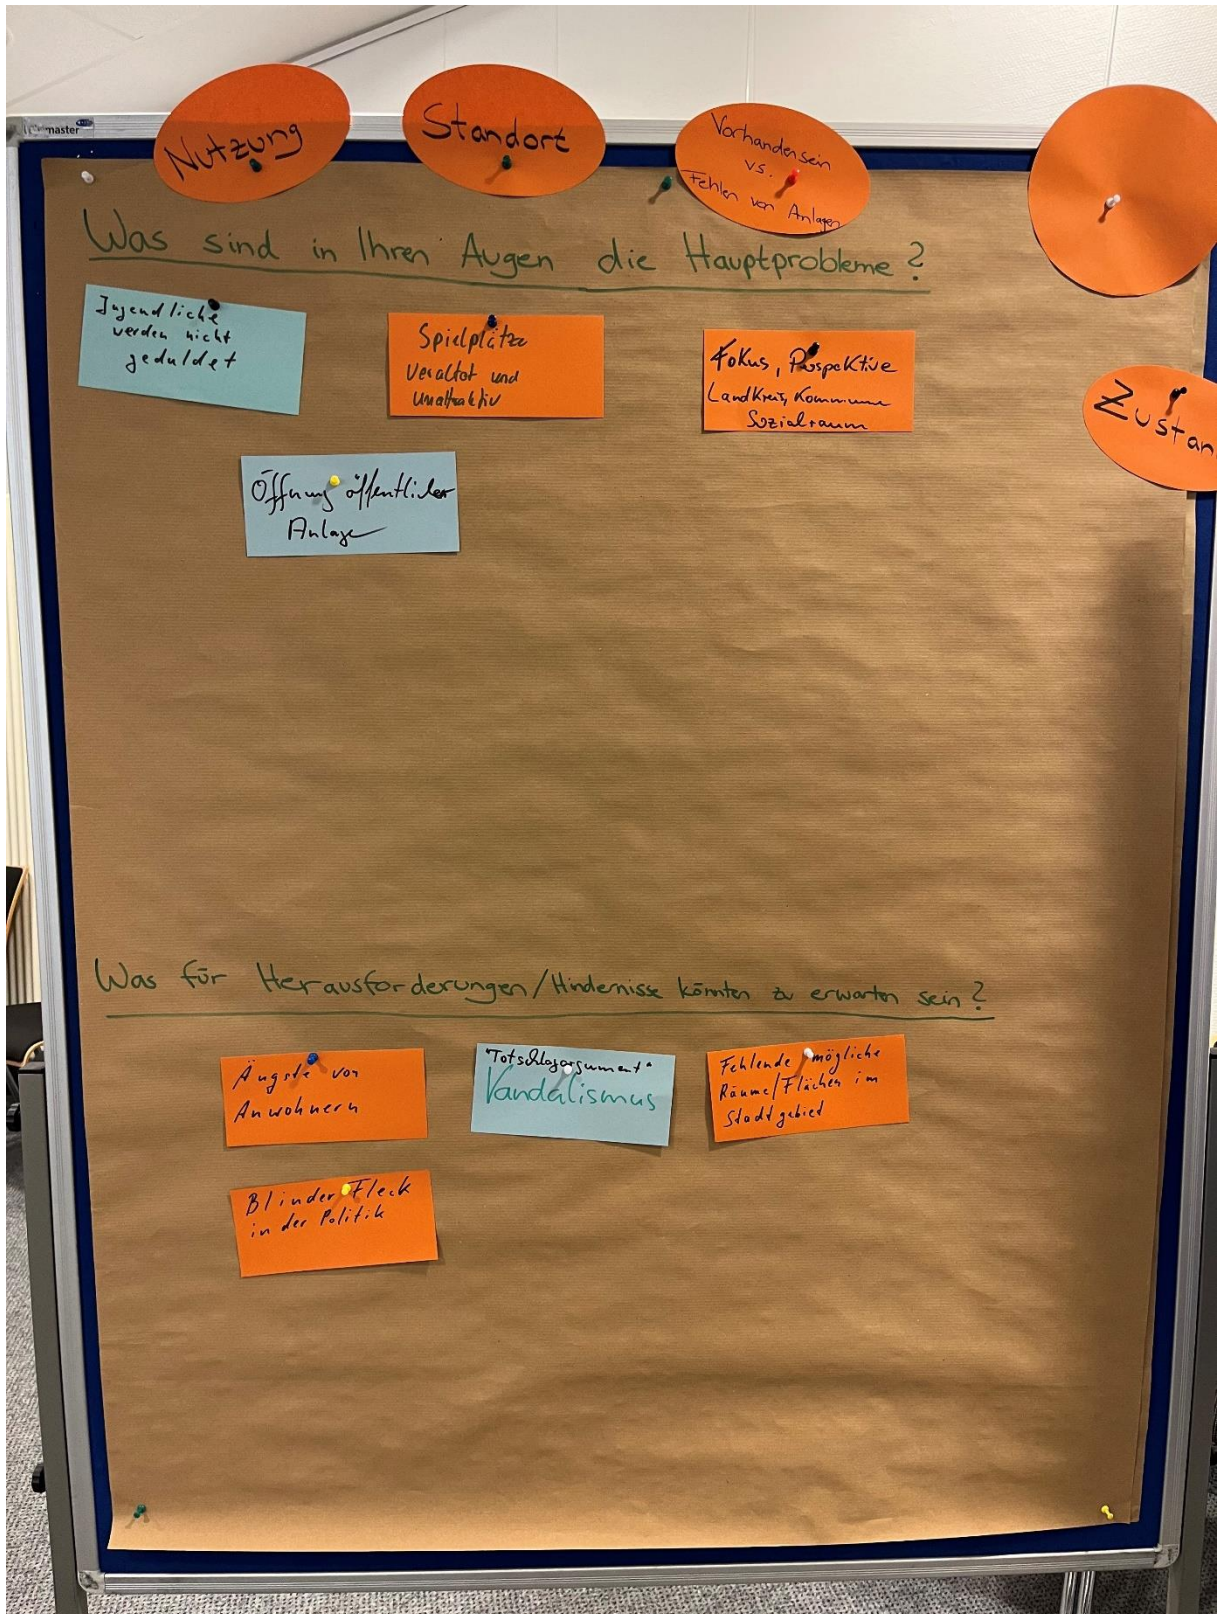 master
Nutzung
Standort
Vorhandensein
vs.
Fehlen von Anlagen
Was sind in Ihren Augen die Hauptprobleme?
Jugendliche
werden nicht
geduldet
Spielplätze
Veraltet und
Unattraktiv
Fokus, Perspektive
Landkreis, Kommune
Sozialraum
Zustan
Öffnung öffentlicher
Anlage
Was für Herausforderungen/Hindernisse könnten zu erwarten sein?
Ängste von
Anwohnern
"Totschlagargument"
Vandalismus
Fehlende mögliche
Räume/Flächen im
Stadtgebiet
Blinder Fleck
in der Politik